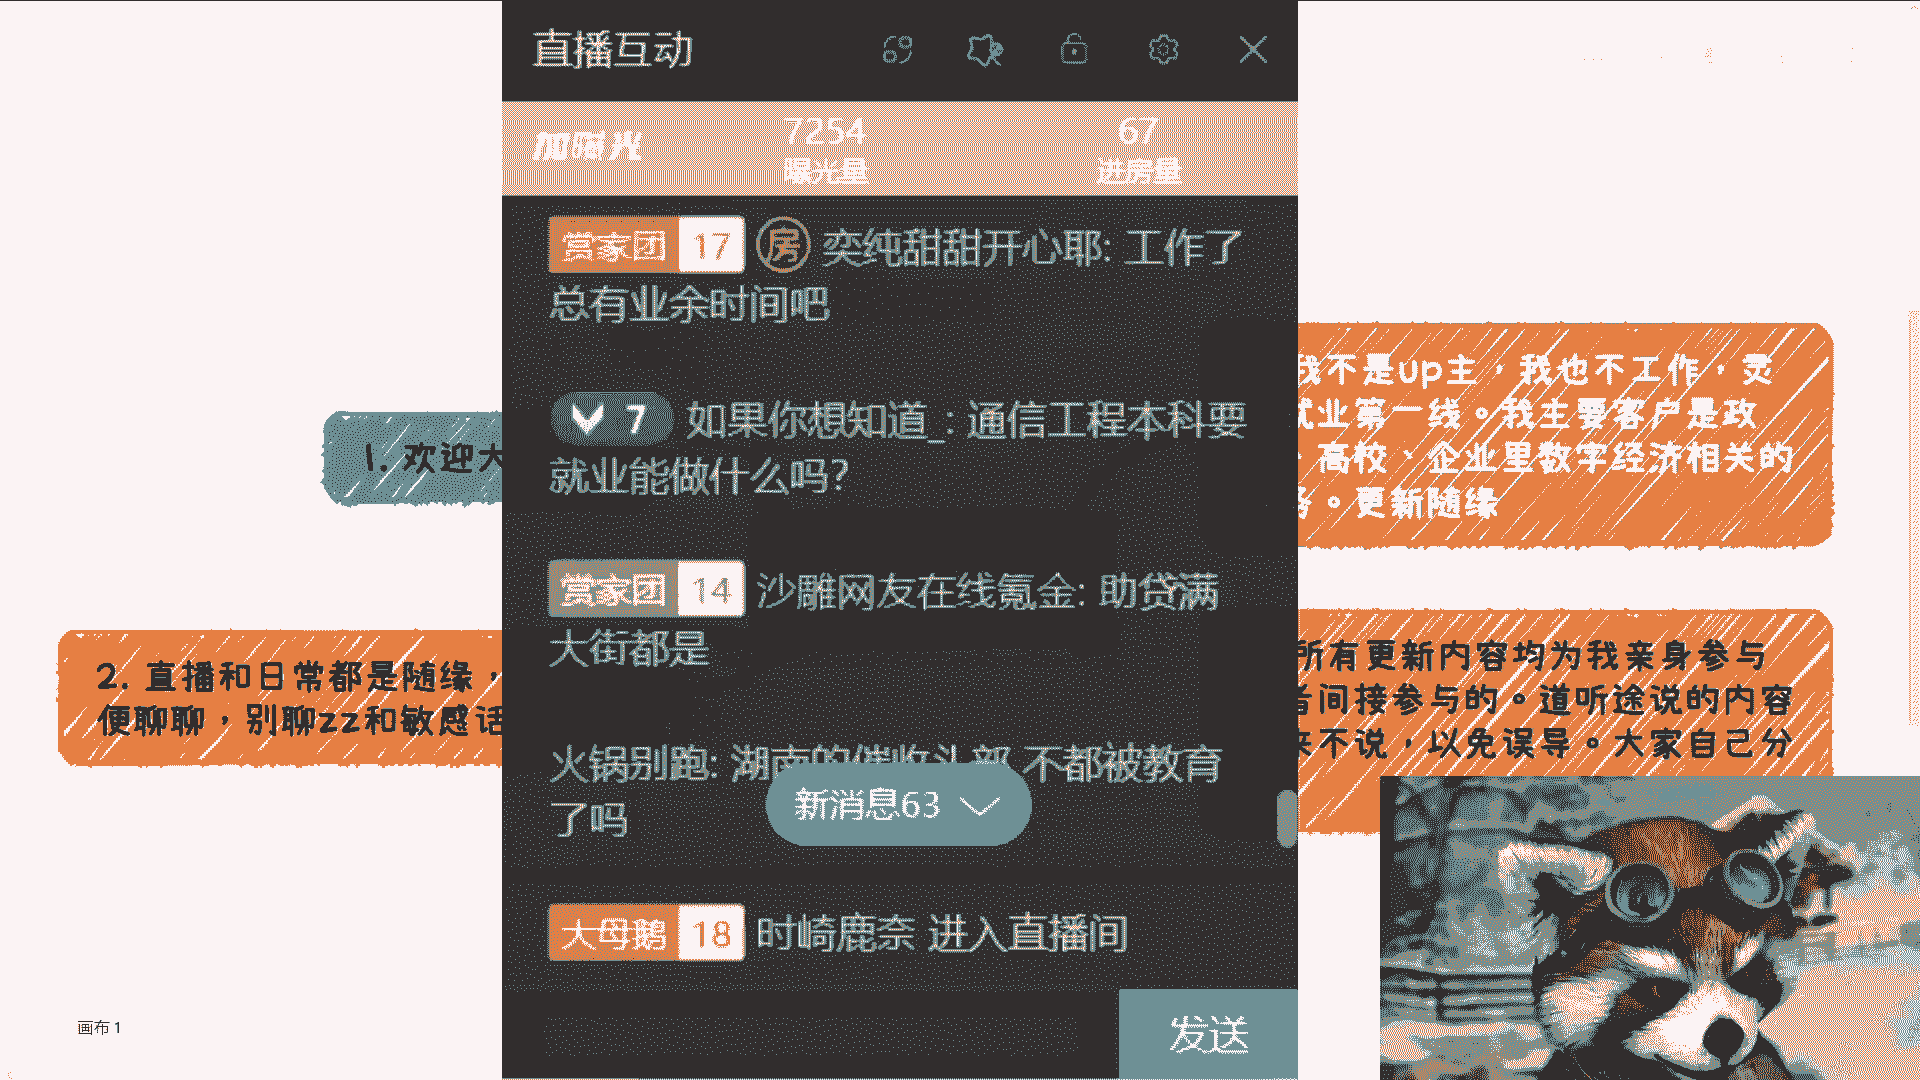 直播互动
加曝光
7254
曝光量
67
进房量
赏家团 17 房 奕纯甜甜开心耶: 工作了
总有业余时间吧
7 如果你想知道_: 通信工程本科要
就业能做什么吗?
赏家团 14 沙雕网友在线氪金: 助贷满
大街都是
火锅别跑: 湖南的催收头部 不都被教育
了吗
新消息63
大母鹅 18 时崎鹿奈 进入直播间
发送
1. 欢迎大
2. 直播和日常都是随缘，
便聊聊，别聊zz和敏感话
我不是up主，我也不工作，灵
就业第一线。我主要客户是政
、高校、企业里数字经济相关的
。更新随缘
所有更新内容均为我亲身参与
者间接参与的。道听途说的内容
来不说，以免误导。大家自己分
画布 1